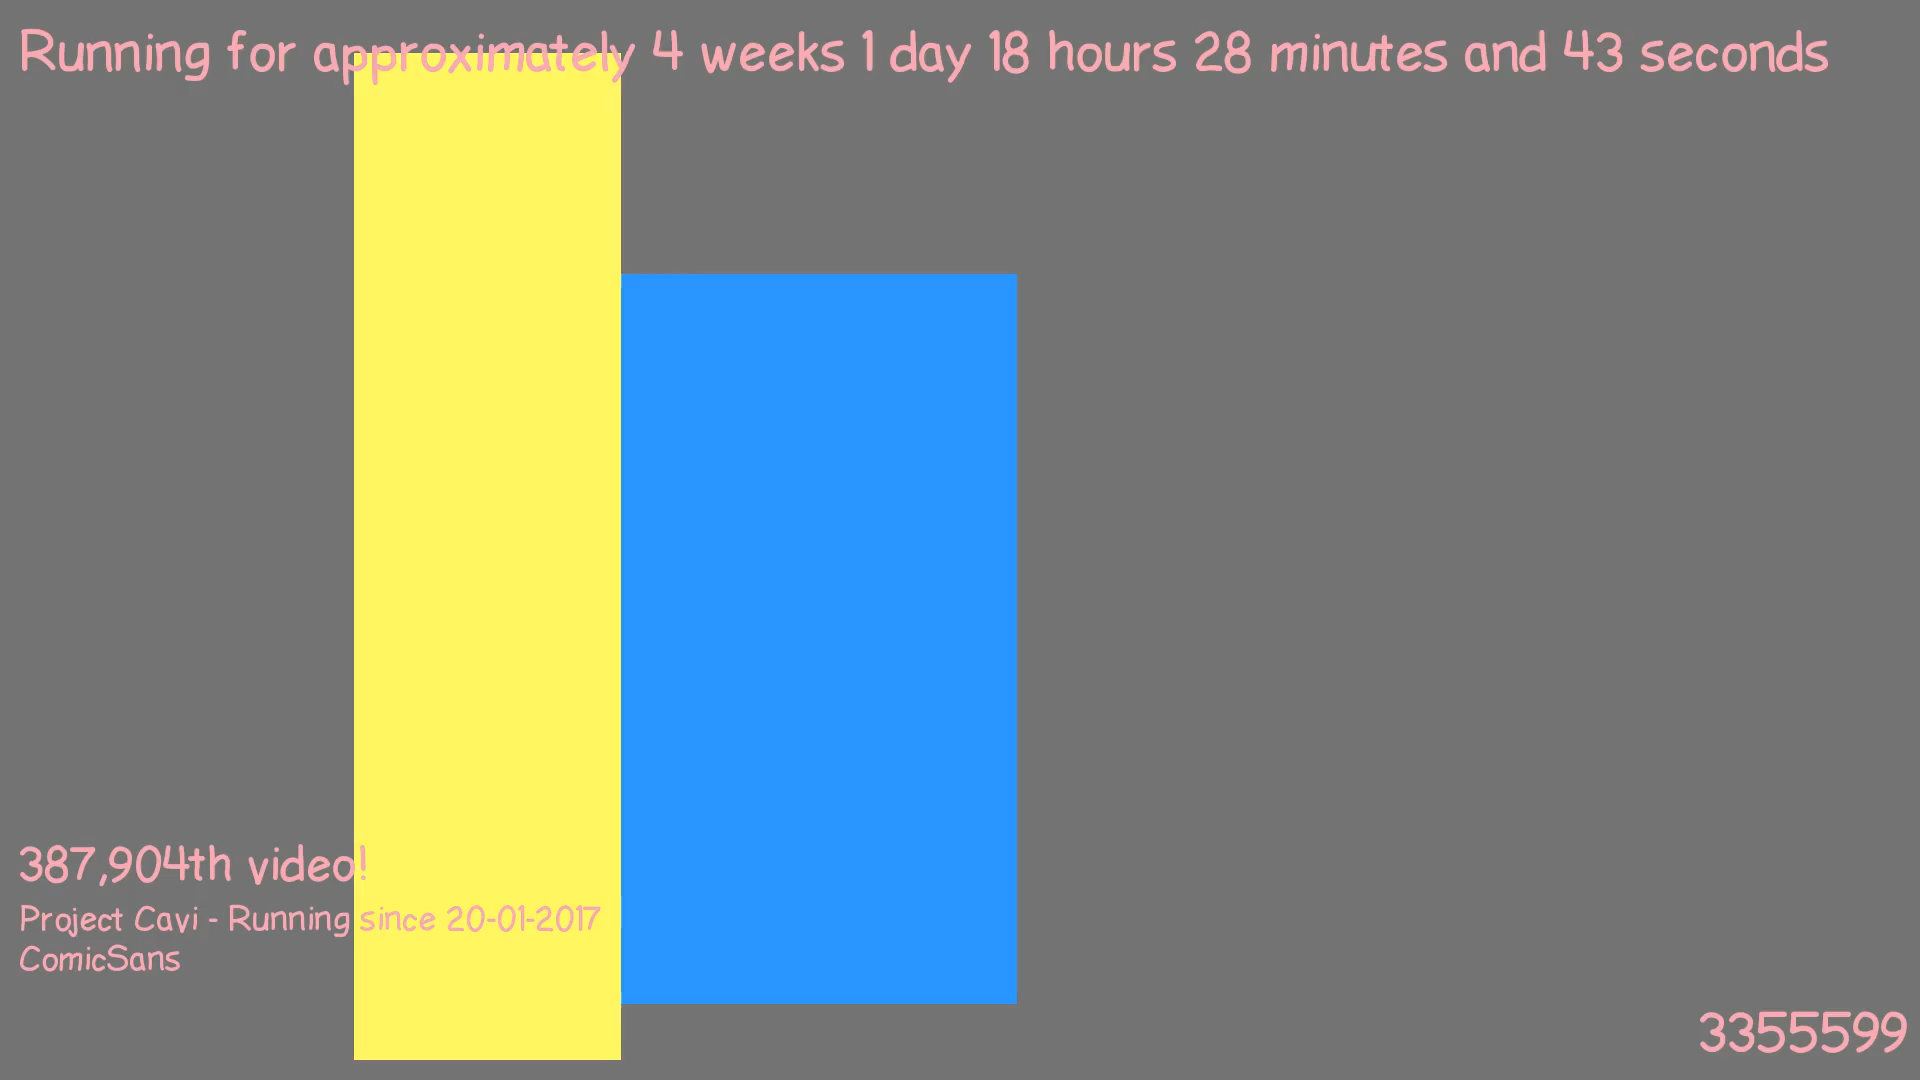 Running for approximately 4 weeks 1 day 18 hours 28 minutes and 43 seconds
387,904th video!
Project Cavi - Running since 20-01-2017
ComicSans
3355599